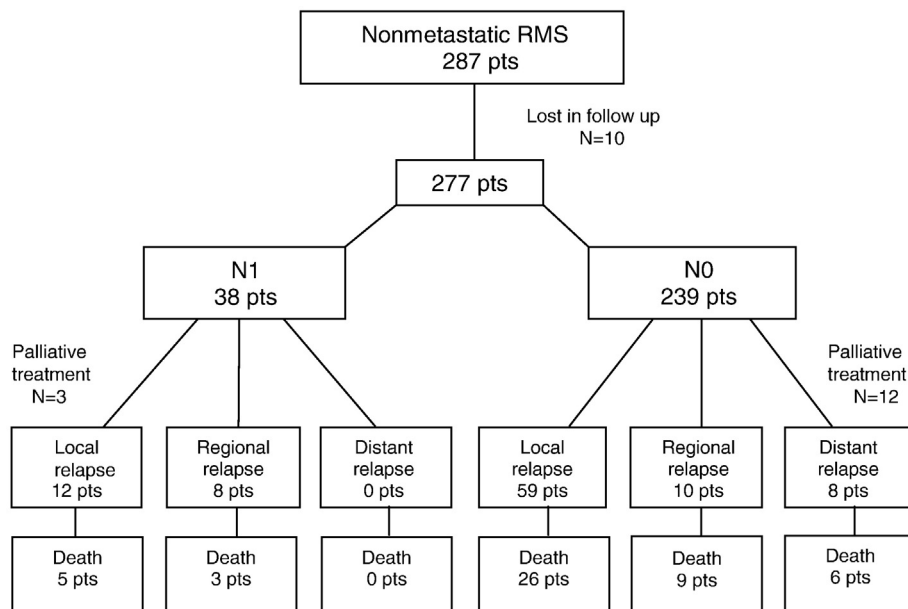 Nonmetastatic RMS
287 pts
Lost in follow up
N=10
277 pts
N1
38 pts
N0
239 pts
Palliative
treatment
N=3
Palliative
treatment
N=12
Local
relapse
12 pts
Regional
relapse
8 pts
Distant
relapse
0 pts
Local
relapse
59 pts
Regional
relapse
10 pts
Distant
relapse
8 pts
Death
5 pts
Death
3 pts
Death
0 pts
Death
26 pts
Death
9 pts
Death
6 pts